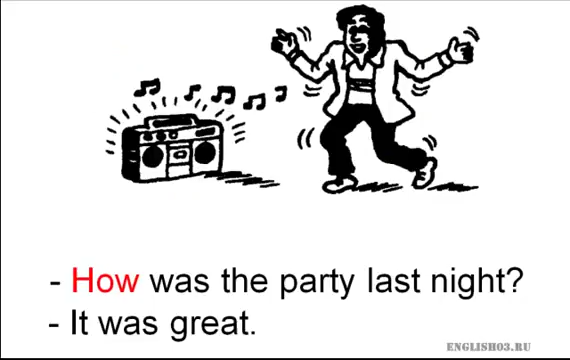 - How was the party last night?
- It was great.
ENGLISH03.RU